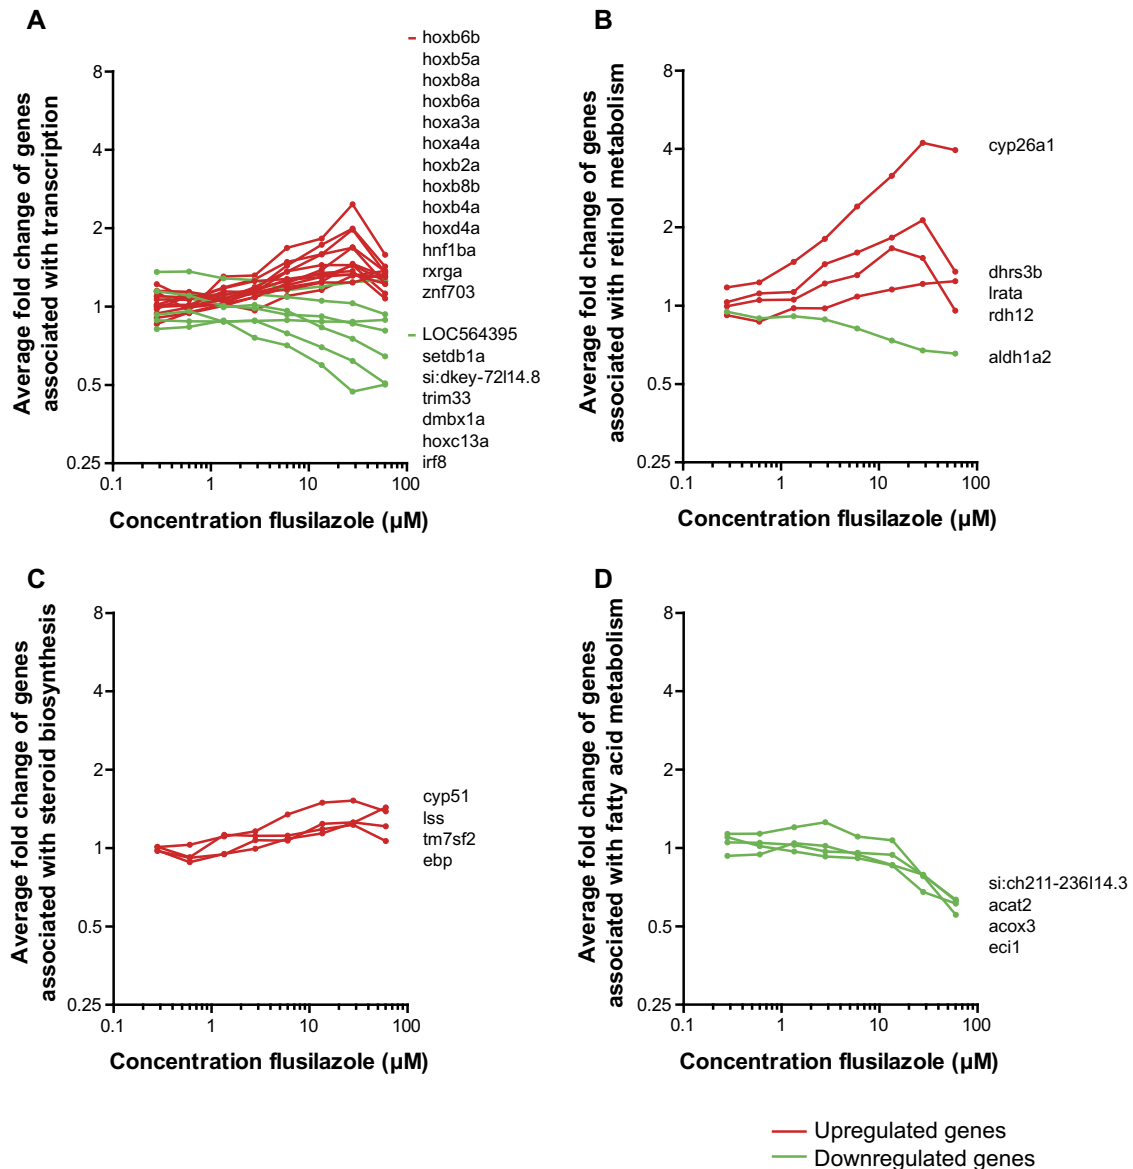 A
Average fold change of genes
associated with transcription
8
4
2
1
0.5
0.25
0.1
1
10
100
Concentration flusilazole (µM)
hoxb6b
hoxb5a
hoxb8a
hoxb6a
hoxa3a
hoxa4a
hoxb2a
hoxb8b
hoxb4a
hoxd4a
hnf1ba
rxrga
znf703
LOC564395
setdb1a
si:dkey-72l14.8
trim33
dmbx1a
hoxc13a
irf8
B
Average fold change of genes
associated with retinol metabolism
8
4
2
1
0.5
0.25
0.1
1
10
100
Concentration flusilazole (µM)
cyp26a1
dhrs3b
lrata
rdh12
aldh1a2
C
Average fold change of genes
associated with steroid biosynthesis
8
4
2
1
0.5
0.25
0.1
1
10
100
Concentration flusilazole (µM)
cyp51
lss
tm7sf2
ebp
D
Average fold change of genes
associated with fatty acid metabolism
8
4
2
1
0.5
0.25
0.1
1
10
100
Concentration flusilazole (µM)
si:ch211-236l14.3
acat2
acox3
eci1
Upregulated genes
Downregulated genes